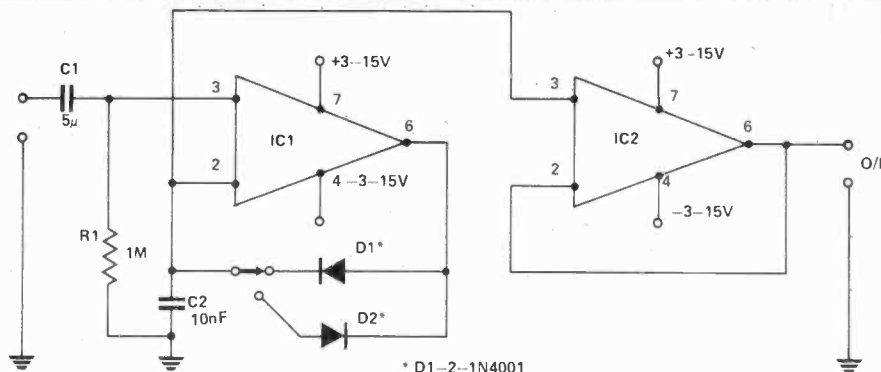 C1
5μ
R1
1M
C2
10nF
3
2
IC1
+3--15V
7
6
4
-3-15V
D1*
D2*
* D1-2--1N4001
3
2
IC2
+3-15V
7
6
4
-3-15V
O/